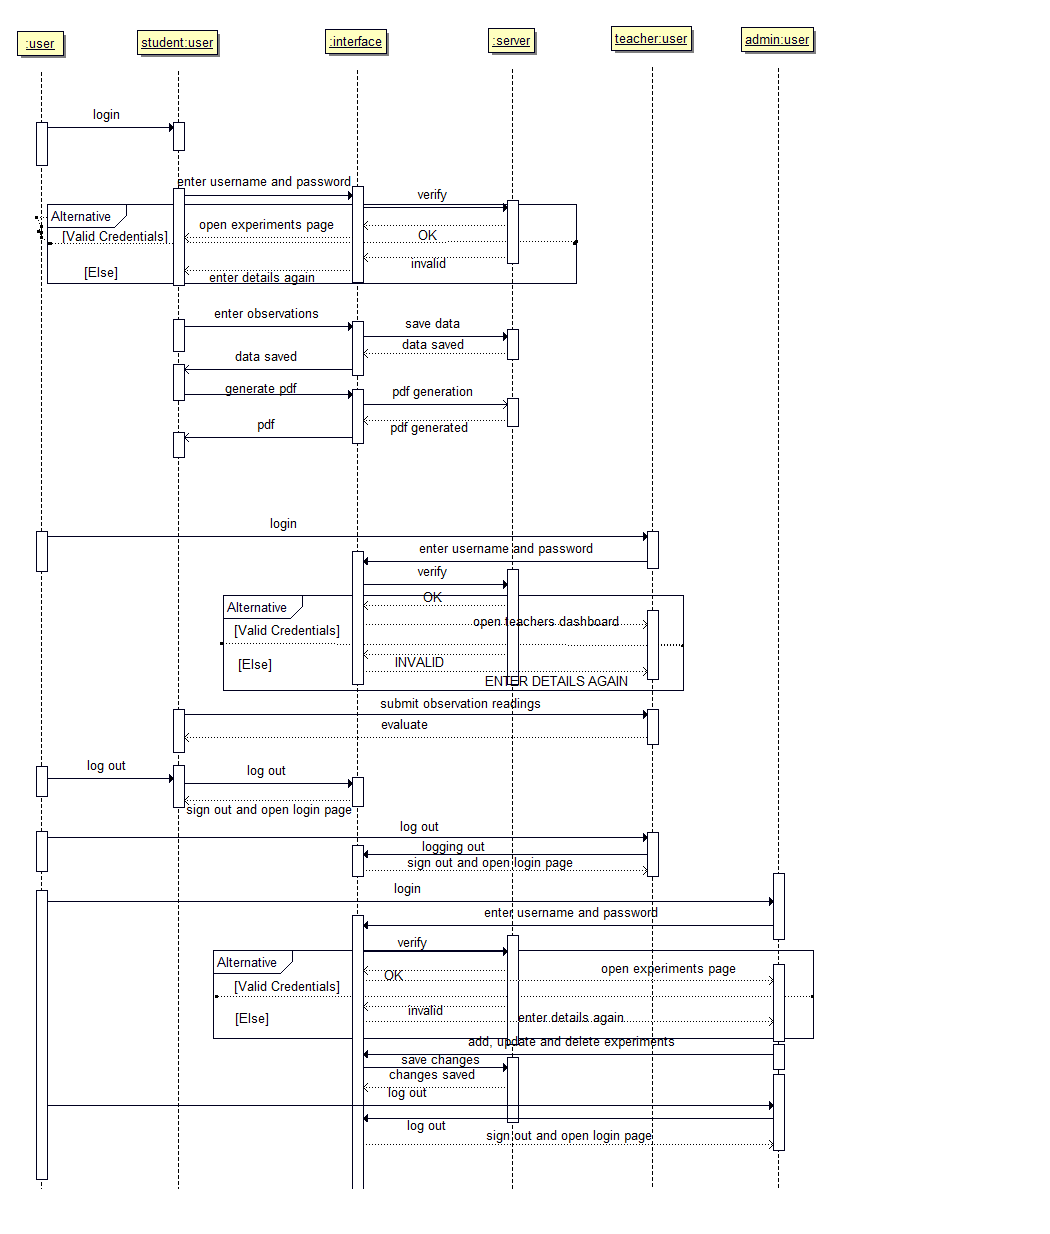 :user
student:user
:interface
:server
teacher:user
admin:user
login
enter username and password
verify
Alternative
open experiments page
[Valid Credentials]
OK
invalid
[Else]
enter details again
enter observations
save data
data saved
data saved
generate pdf
pdf generation
pdf
pdf generated
login
enter username and password
verify
OK
Alternative
open teachers dashboard
[Valid Credentials]
INVALID
[Else]
ENTER DETAILS AGAIN
submit observation readings
evaluate
log out
log out
sign out and open login page
log out
logging out
sign out and open login page
login
enter username and password
verify
Alternative
open experiments page
OK
[Valid Credentials]
invalid
[Else]
enter details again
add, update and delete experiments
save changes
changes saved
log out
log out
sign out and open login page